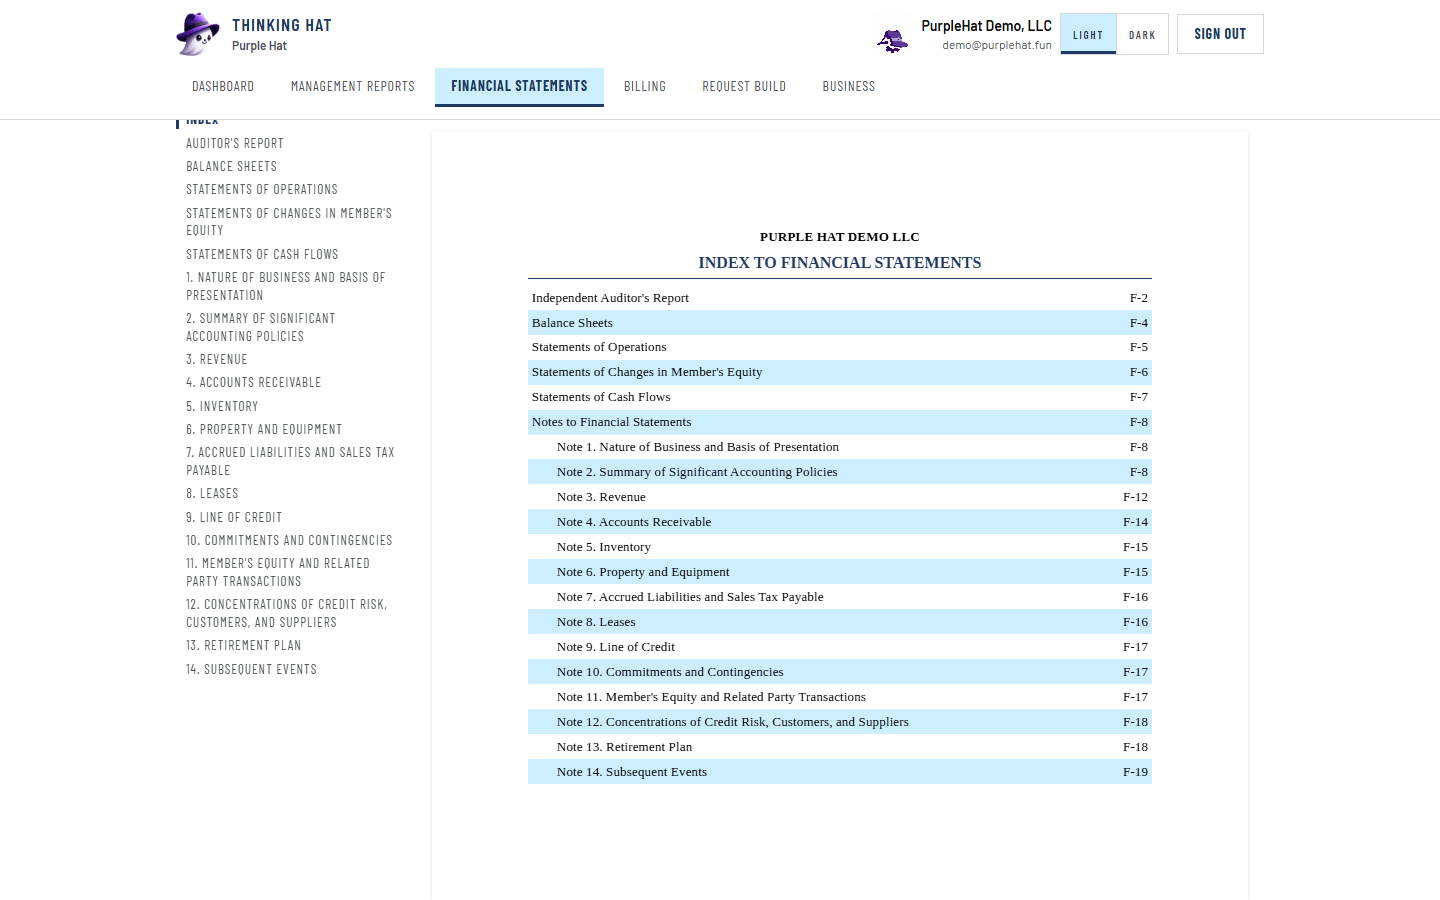 THINKING HAT
Purple Hat
PurpleHat Demo, LLC
demo@purplehat.fun
LIGHT
DARK
SIGN OUT
DASHBOARD
MANAGEMENT REPORTS
FINANCIAL STATEMENTS
BILLING
REQUEST BUILD
BUSINESS
INDEX
AUDITOR'S REPORT
BALANCE SHEETS
STATEMENTS OF OPERATIONS
STATEMENTS OF CHANGES IN MEMBER'S
EQUITY
STATEMENTS OF CASH FLOWS
1. NATURE OF BUSINESS AND BASIS OF
PRESENTATION
2. SUMMARY OF SIGNIFICANT
ACCOUNTING POLICIES
3. REVENUE
4. ACCOUNTS RECEIVABLE
5. INVENTORY
6. PROPERTY AND EQUIPMENT
7. ACCRUED LIABILITIES AND SALES TAX
PAYABLE
8. LEASES
9. LINE OF CREDIT
10. COMMITMENTS AND CONTINGENCIES
11. MEMBER'S EQUITY AND RELATED
PARTY TRANSACTIONS
12. CONCENTRATIONS OF CREDIT RISK,
CUSTOMERS, AND SUPPLIERS
13. RETIREMENT PLAN
14. SUBSEQUENT EVENTS
PURPLE HAT DEMO LLC
INDEX TO FINANCIAL STATEMENTS
Independent Auditor's Report F-2
Balance Sheets F-4
Statements of Operations F-5
Statements of Changes in Member's Equity F-6
Statements of Cash Flows F-7
Notes to Financial Statements F-8
Note 1. Nature of Business and Basis of Presentation F-8
Note 2. Summary of Significant Accounting Policies F-8
Note 3. Revenue F-12
Note 4. Accounts Receivable F-14
Note 5. Inventory F-15
Note 6. Property and Equipment F-15
Note 7. Accrued Liabilities and Sales Tax Payable F-16
Note 8. Leases F-16
Note 9. Line of Credit F-17
Note 10. Commitments and Contingencies F-17
Note 11. Member's Equity and Related Party Transactions F-17
Note 12. Concentrations of Credit Risk, Customers, and Suppliers F-18
Note 13. Retirement Plan F-18
Note 14. Subsequent Events F-19